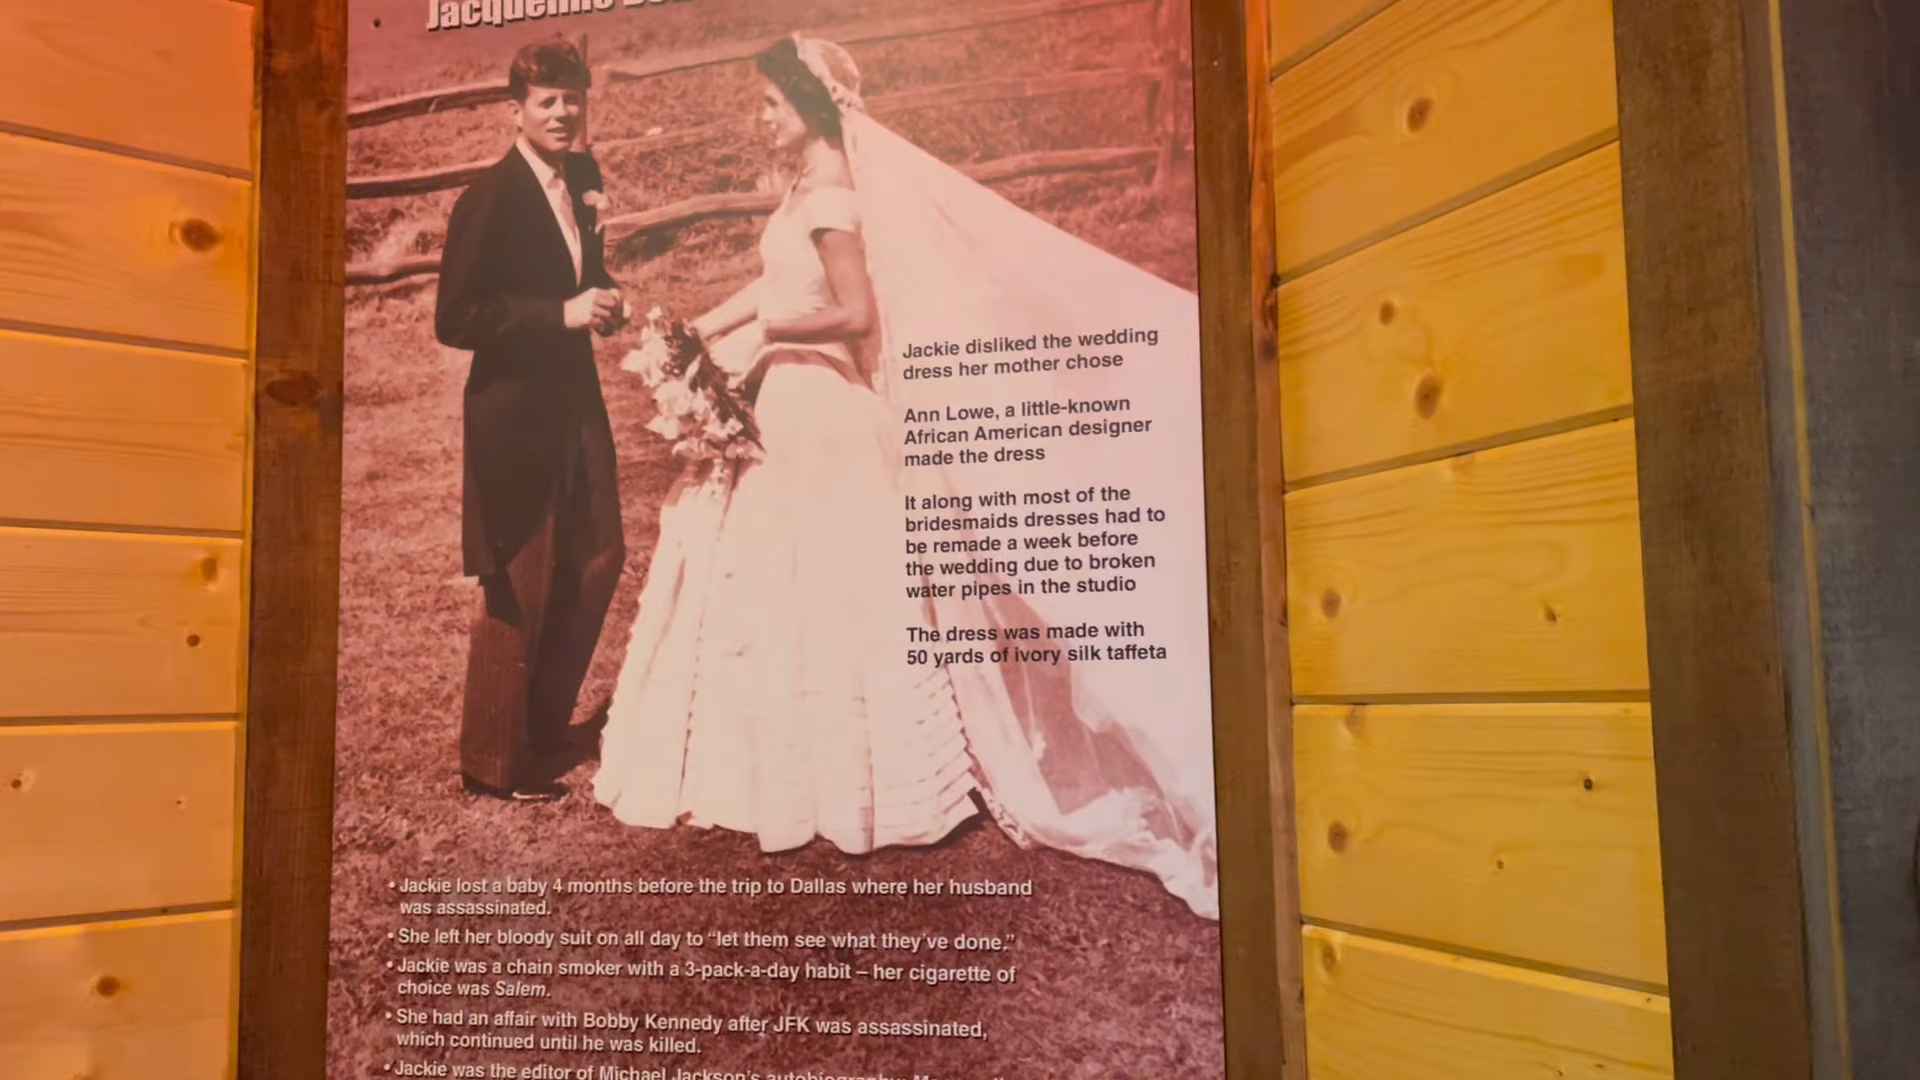 Jacqueline
Jackie disliked the wedding
dress her mother chose
Ann Lowe, a little-known
African American designer
made the dress
It along with most of the
bridesmaids dresses had to
be remade a week before
the wedding due to broken
water pipes in the studio
The dress was made with
50 yards of ivory silk taffeta
• Jackie lost a baby 4 months before the trip to Dallas where her husband
was assassinated.
• She left her bloody suit on all day to “let them see what they’ve done.”
• Jackie was a chain smoker with a 3-pack-a-day habit – her cigarette of
choice was Salem.
• She had an affair with Bobby Kennedy after JFK was assassinated,
which continued until he was killed.
• Jackie was the editor of Michael Jackson's autobiography,